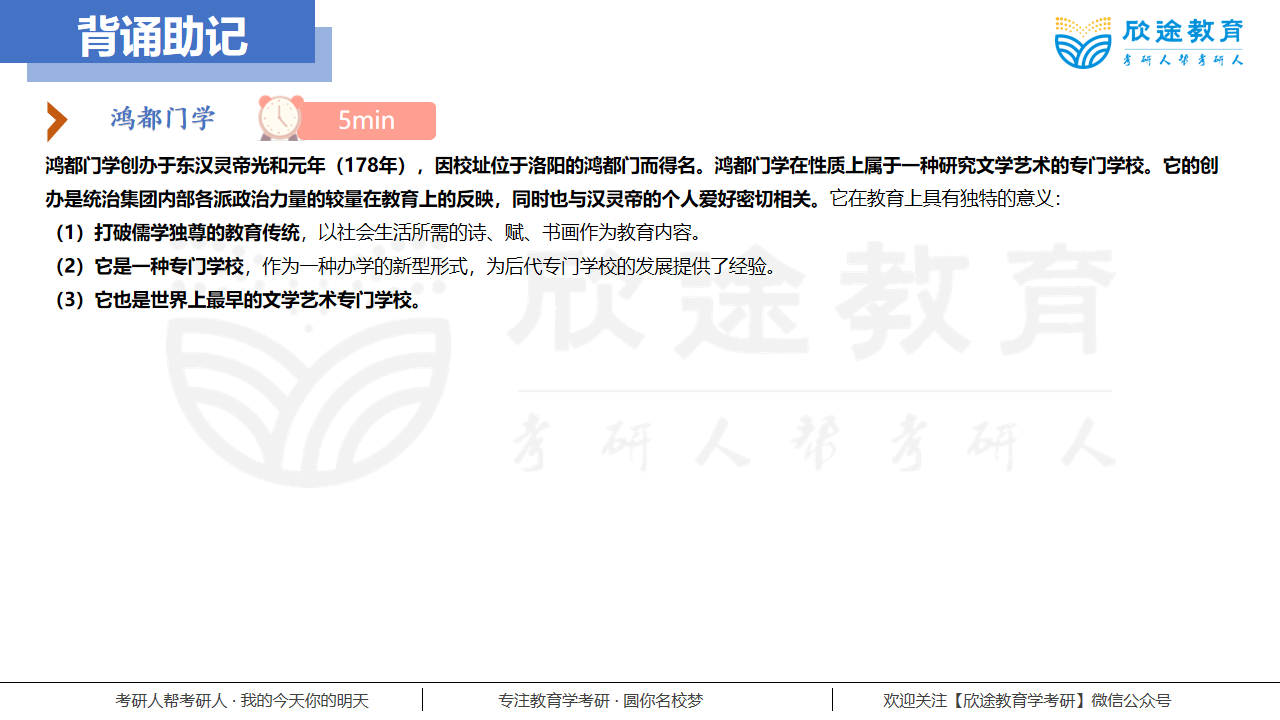 背诵助记
欣途教育
考研人帮考研人
鸿都门学
5min
鸿都门学创办于东汉灵帝光和元年（178年），因校址位于洛阳的鸿都门而得名。鸿都门学在性质上属于一种研究文学艺术的专门学校。它的创
办是统治集团内部各派政治力量的较量在教育上的反映，同时也与汉灵帝的个人爱好密切相关。它在教育上具有独特的意义：
（1）打破儒学独尊的教育传统，以社会生活所需的诗、赋、书画作为教育内容。
（2）它是一种专门学校，作为一种办学的新型形式，为后代专门学校的发展提供了经验。
（3）它也是世界上最早的文学艺术专门学校。
欣途教育
考研人帮考研人
考研人帮考研人 · 我的今天你的明天
专注教育学考研 · 圆你名校梦
欢迎关注【欣途教育学考研】微信公众号